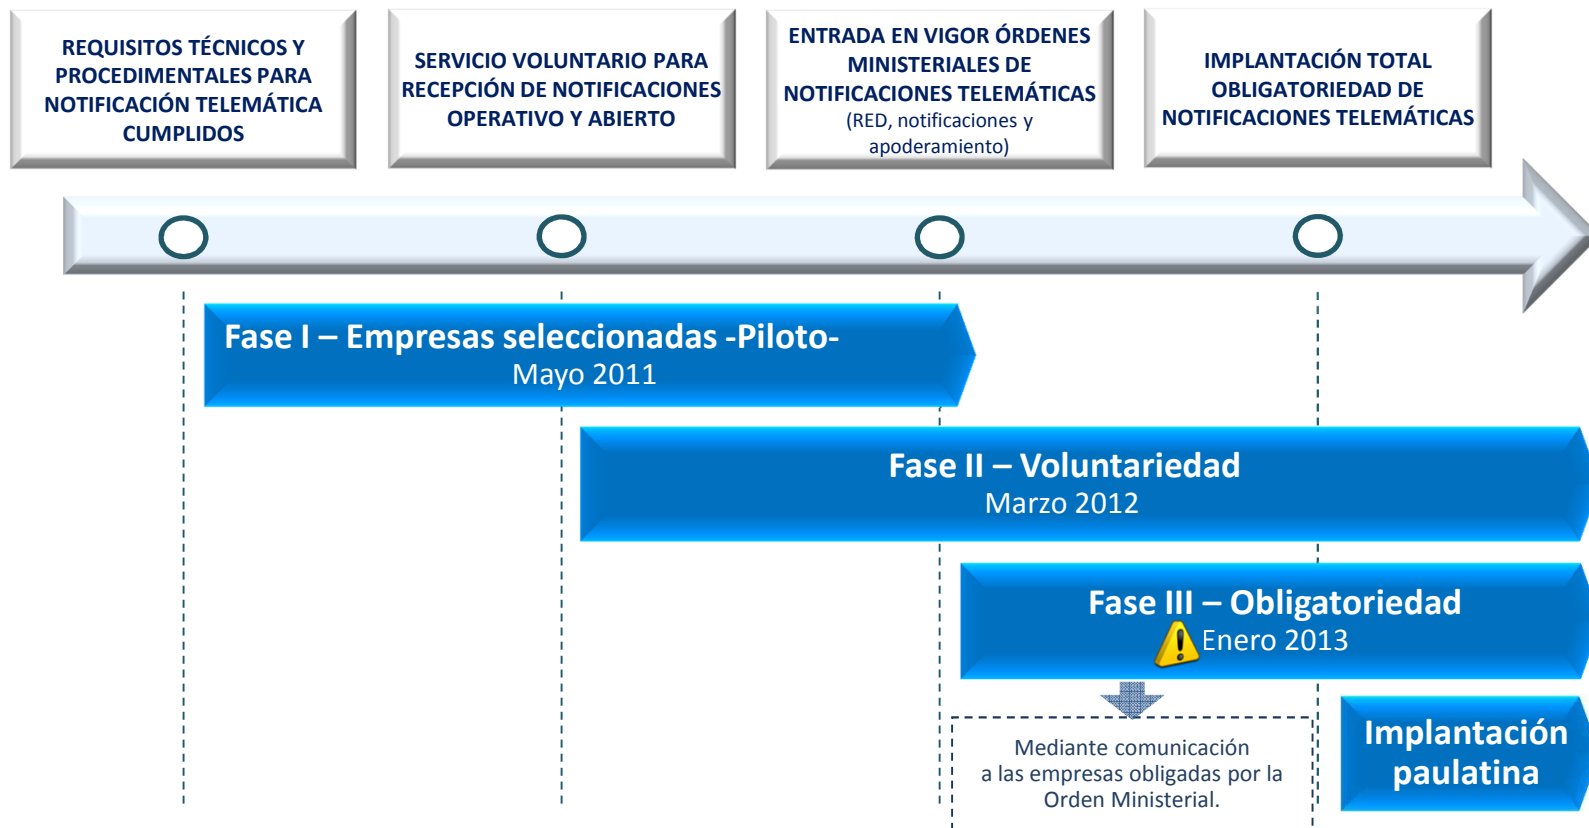 REQUISITOS TÉCNICOS Y
PROCEDIMENTALES PARA
NOTIFICACIÓN TELEMÁTICA
CUMPLIDOS
SERVICIO VOLUNTARIO PARA
RECEPCIÓN DE NOTIFICACIONES
OPERATIVO Y ABIERTO
ENTRADA EN VIGOR ÓRDENES
MINISTERIALES DE
NOTIFICACIONES TELEMÁTICAS
(RED, notificaciones y
apoderamiento)
IMPLANTACIÓN TOTAL
OBLIGATORIEDAD DE
NOTIFICACIONES TELEMÁTICAS
Fase I – Empresas seleccionadas -Piloto-
Mayo 2011
Fase II – Voluntariedad
Marzo 2012
Fase III – Obligatoriedad
Enero 2013
Mediante comunicación
a las empresas obligadas por la
Orden Ministerial.
Implantación
paulatina